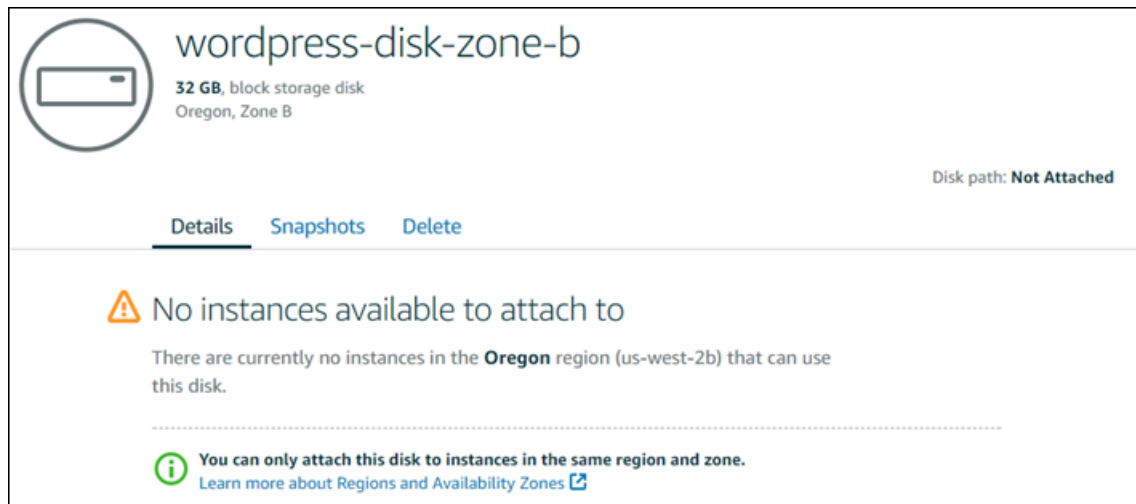 wordpress-disk-zone-b
32 GB, block storage disk
Oregon, Zone B
Disk path: Not Attached
Details Snapshots Delete
No instances available to attach to
There are currently no instances in the Oregon region (us-west-2b) that can use
this disk.
You can only attach this disk to instances in the same region and zone.
Learn more about Regions and Availability Zones